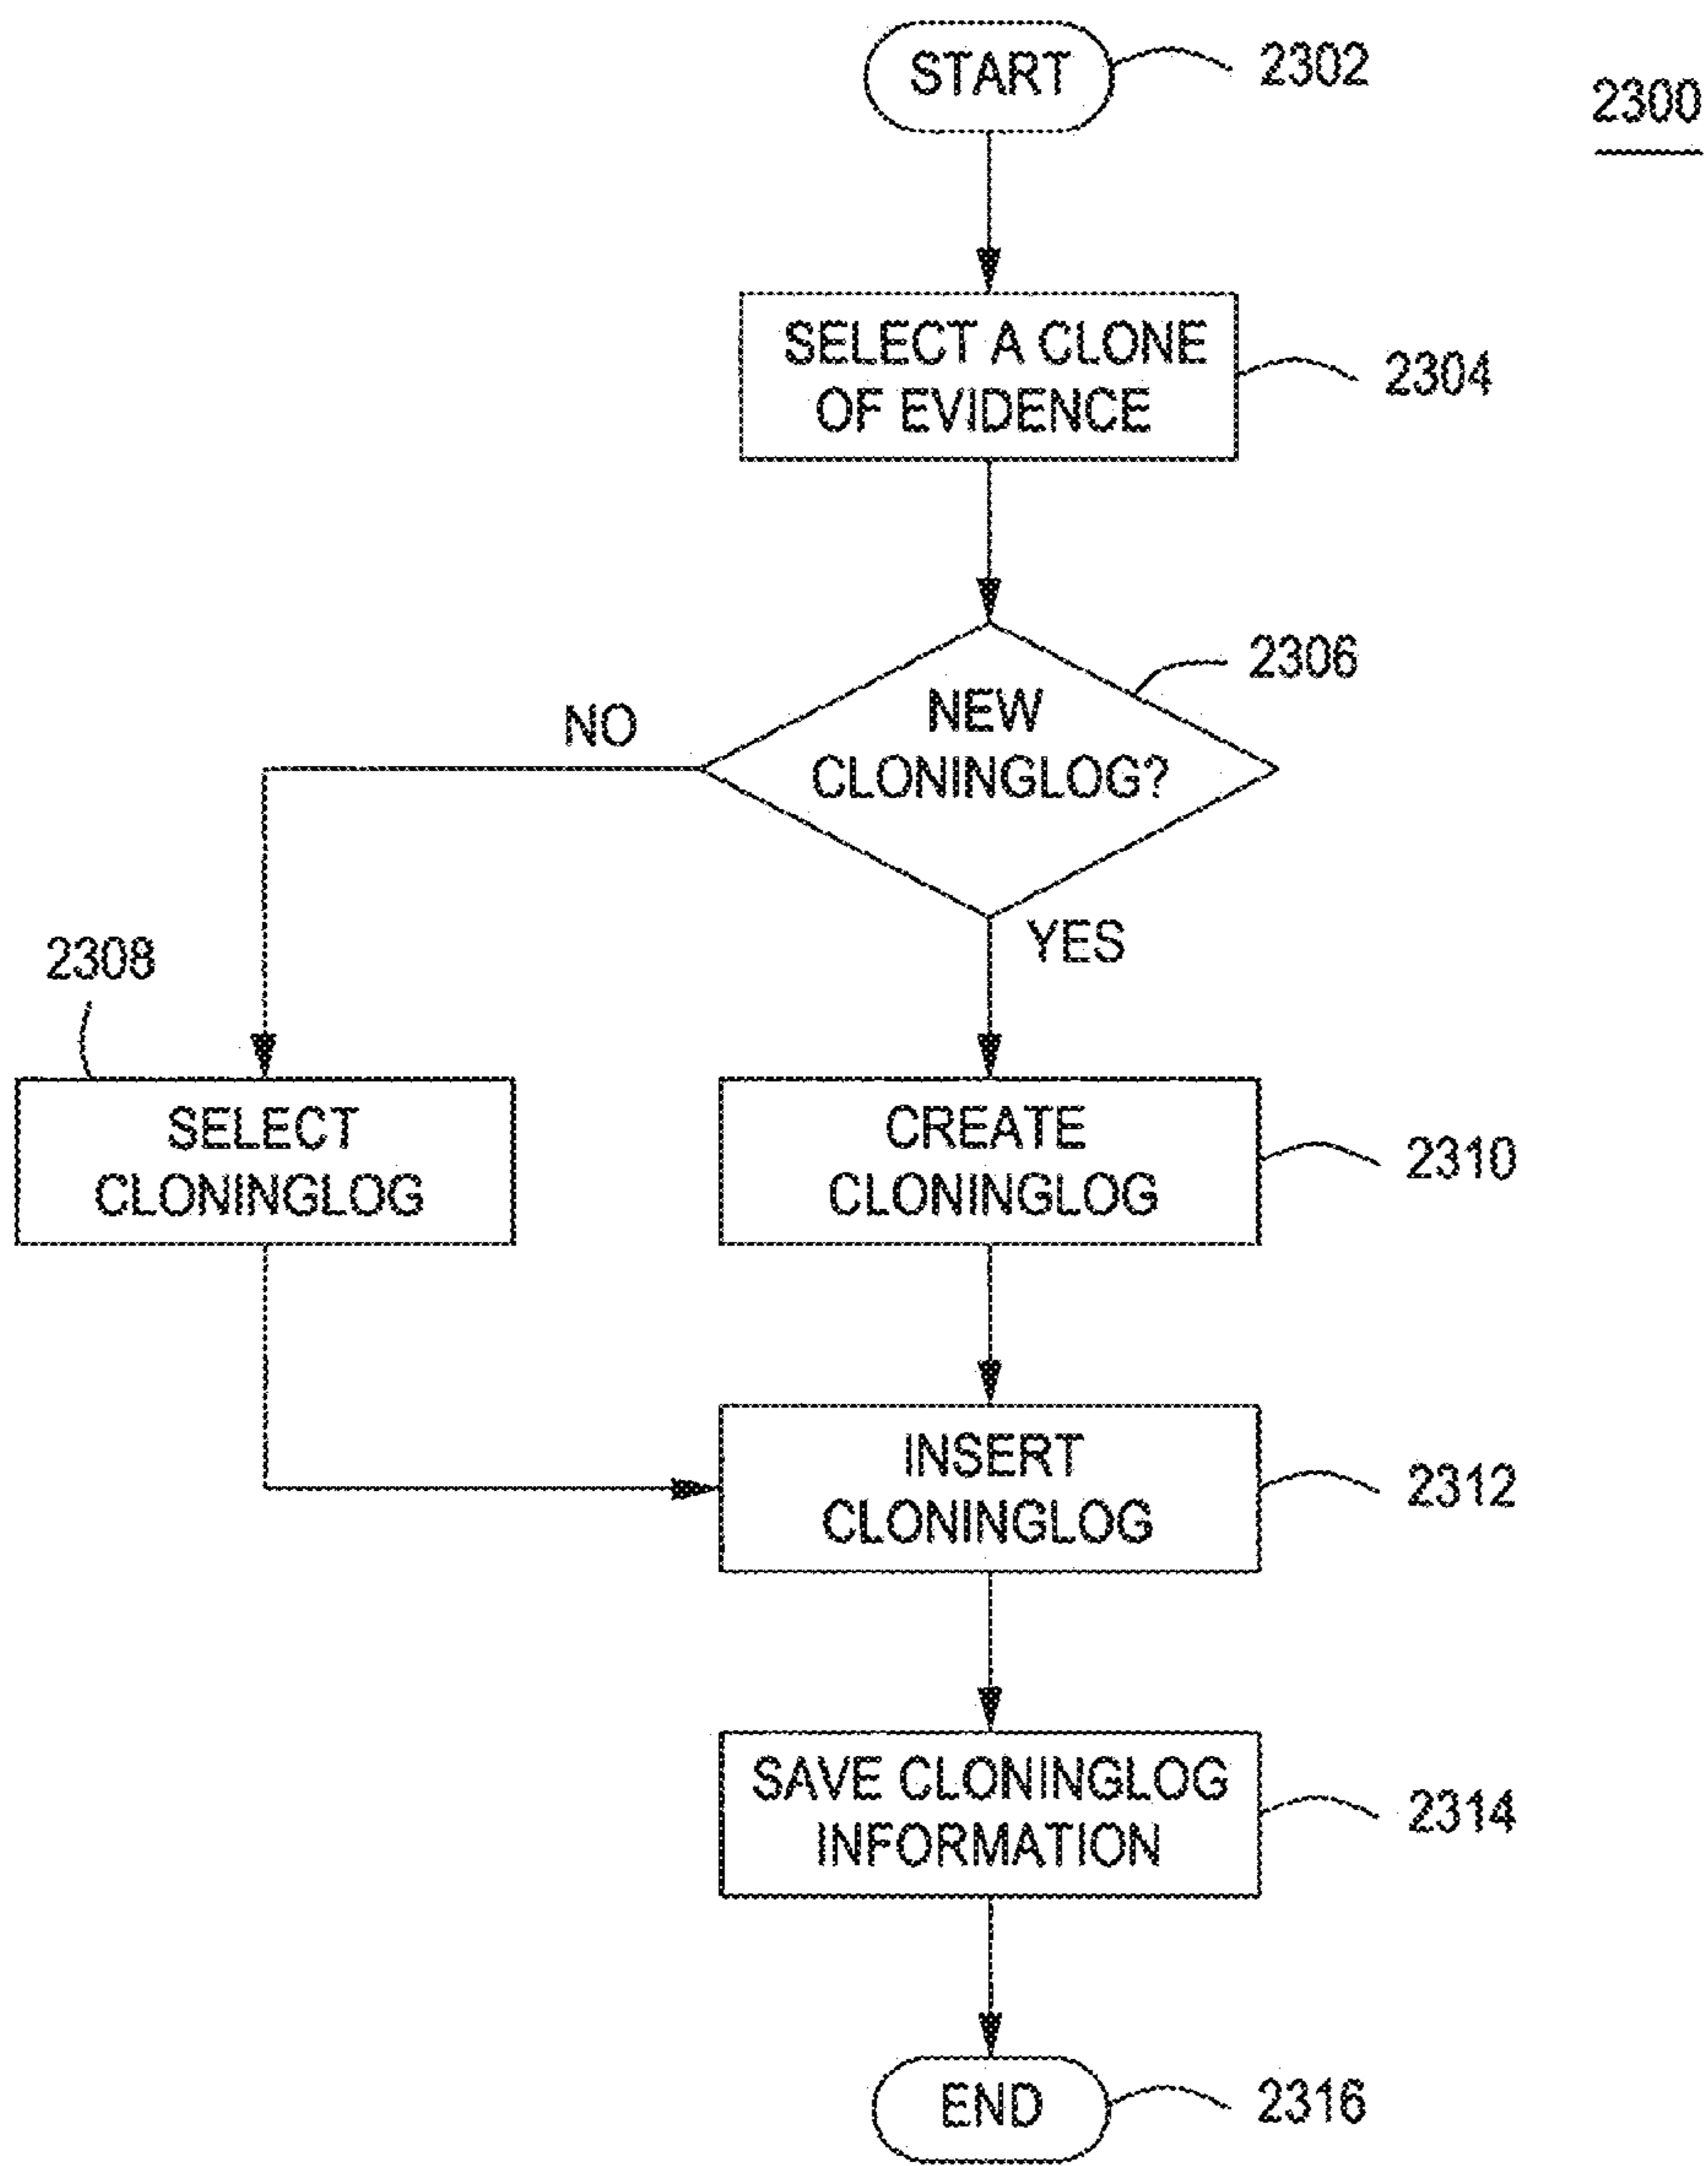 START
2302
2300
SELECT A CLONE
OF EVIDENCE
2304
2306
NEW
CLONINGLOG?
NO
YES
2308
SELECT
CLONINGLOG
CREATE
CLONINGLOG
2310
INSERT
CLONINGLOG
2312
SAVE CLONINGLOG
INFORMATION
2314
END
2316